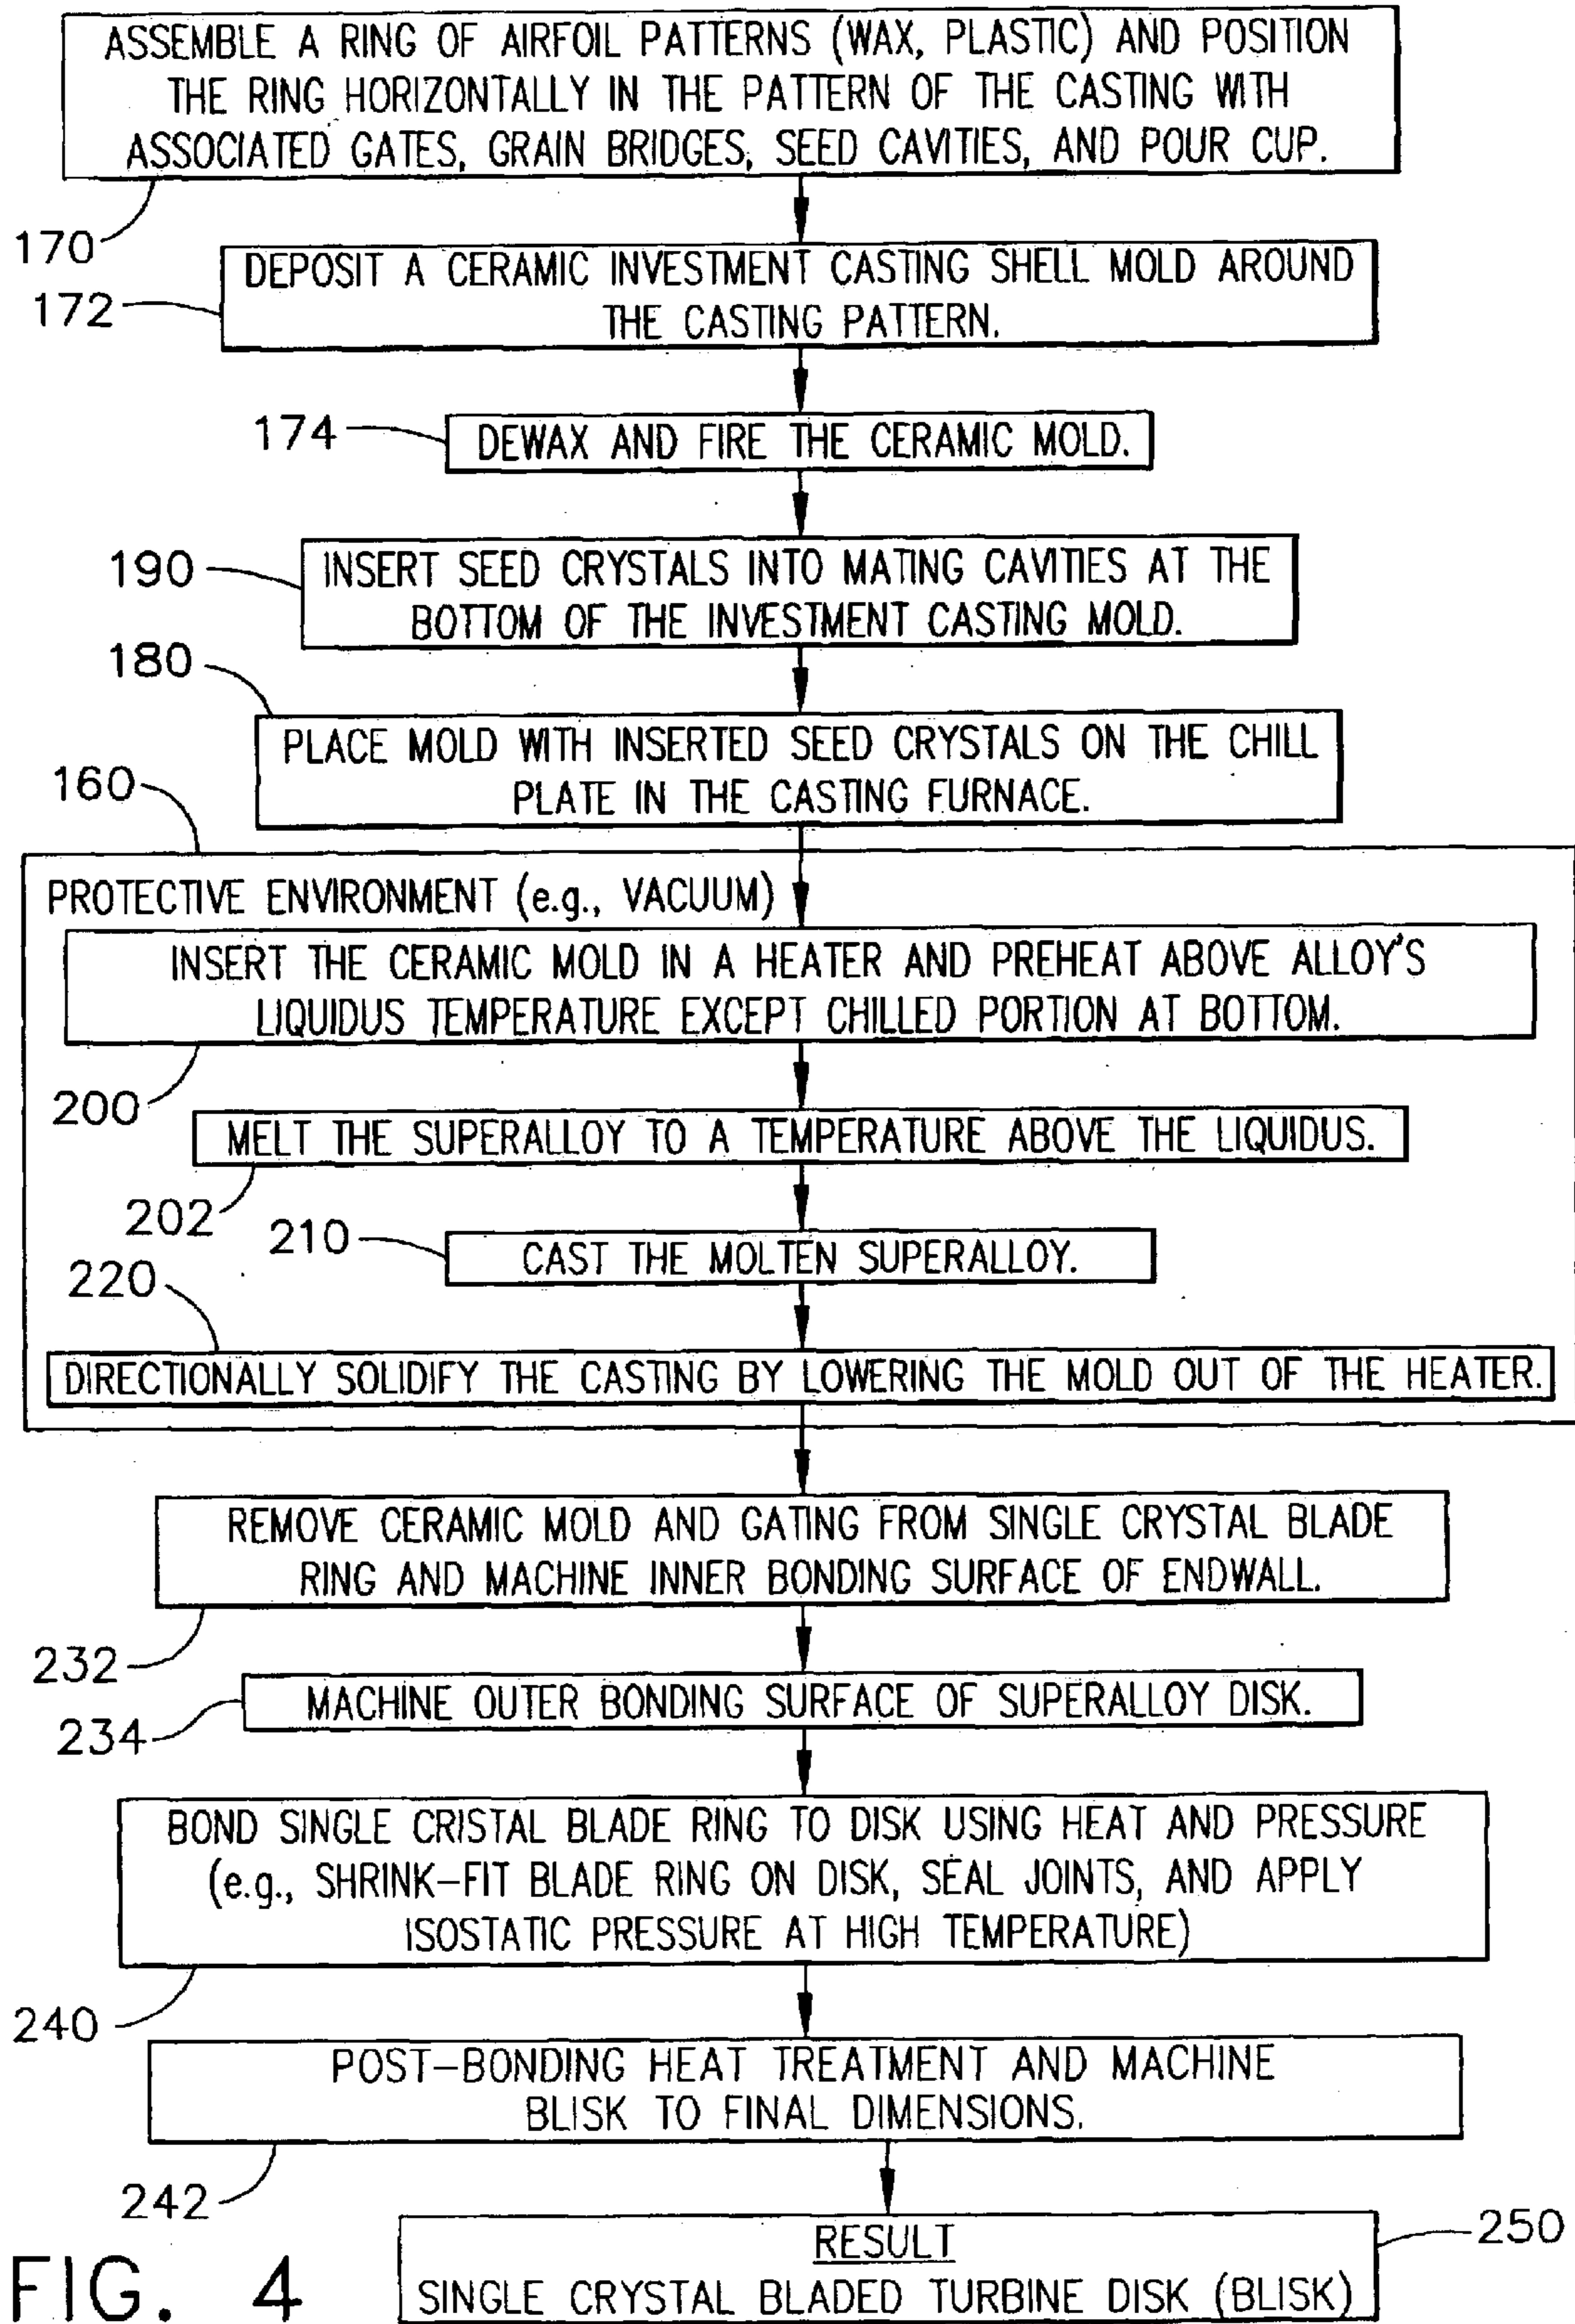 ASSEMBLE A RING OF AIRFOIL PATTERNS (WAX, PLASTIC) AND POSITION
THE RING HORIZONTALLY IN THE PATTERN OF THE CASTING WITH
ASSOCIATED GATES, GRAIN BRIDGES, SEED CAVITIES, AND POUR CUP.
170
DEPOSIT A CERAMIC INVESTMENT CASTING SHELL MOLD AROUND
THE CASTING PATTERN.
172
174
DEWAX AND FIRE THE CERAMIC MOLD.
190
INSERT SEED CRYSTALS INTO MATING CAVITIES AT THE
BOTTOM OF THE INVESTMENT CASTING MOLD.
180
PLACE MOLD WITH INSERTED SEED CRYSTALS ON THE CHILL
PLATE IN THE CASTING FURNACE.
160
PROTECTIVE ENVIRONMENT (e.g., VACUUM)
INSERT THE CERAMIC MOLD IN A HEATER AND PREHEAT ABOVE ALLOY'S
LIQUIDUS TEMPERATURE EXCEPT CHILLED PORTION AT BOTTOM.
200
MELT THE SUPERALLOY TO A TEMPERATURE ABOVE THE LIQUIDUS.
202
210
CAST THE MOLTEN SUPERALLOY.
220
DIRECTIONALLY SOLIDIFY THE CASTING BY LOWERING THE MOLD OUT OF THE HEATER.
REMOVE CERAMIC MOLD AND GATING FROM SINGLE CRYSTAL BLADE
RING AND MACHINE INNER BONDING SURFACE OF ENDWALL.
232
MACHINE OUTER BONDING SURFACE OF SUPERALLOY DISK.
234
BOND SINGLE CRISTAL BLADE RING TO DISK USING HEAT AND PRESSURE
(e.g., SHRINK-FIT BLADE RING ON DISK, SEAL JOINTS, AND APPLY
ISOSTATIC PRESSURE AT HIGH TEMPERATURE)
240
POST-BONDING HEAT TREATMENT AND MACHINE
BLISK TO FINAL DIMENSIONS.
242
RESULT
250
SINGLE CRYSTAL BLADED TURBINE DISK (BLISK)
FIG. 4